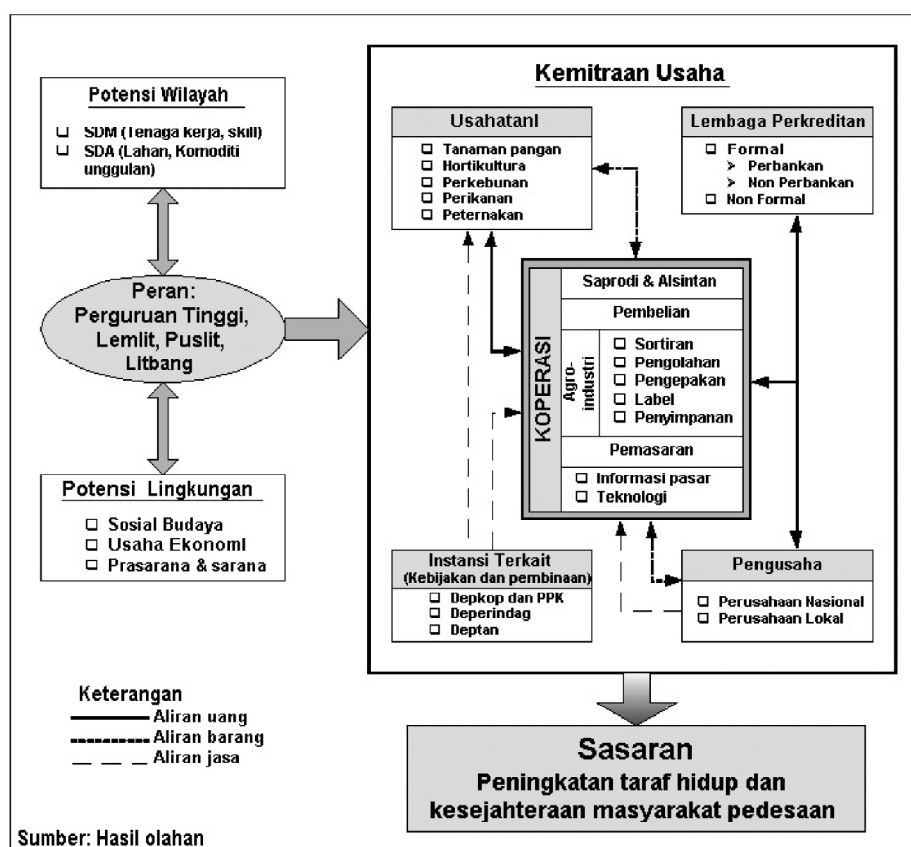 Potensi Wilayah
SDM (Tenaga kerja, skill)
SDA (Lahan, Komoditi
unggulan)
Peran:
Perguruan Tinggi,
Lemlit, Puslit,
Litbang
Potensi Lingkungan
Sosial Budaya
Usaha Ekonomi
Prasarana & sarana
Kemitraan Usaha
Usahatani
Tanaman pangan
Hortikultura
Perkebunan
Perikanan
Peternakan
Lembaga Perkreditan
Formal
Perbankan
Non Perbankan
Non Formal
KOPERASI
Saprodi & Alsintan
Pembelian
Agro-
industri
Sortiran
Pengolahan
Pengepakan
Label
Penyimpanan
Pemasaran
Informasi pasar
Teknologi
Instansi Terkait
(Kebijakan dan pembinaan)
Depkop dan PPK
Deperindag
Deptan
Pengusaha
Perusahaan Nasional
Perusahaan Lokal
Keterangan
Aliran uang
Aliran barang
Aliran jasa
Sasaran
Peningkatan taraf hidup dan
kesejahteraan masyarakat pedesaan
Sumber: Hasil olahan